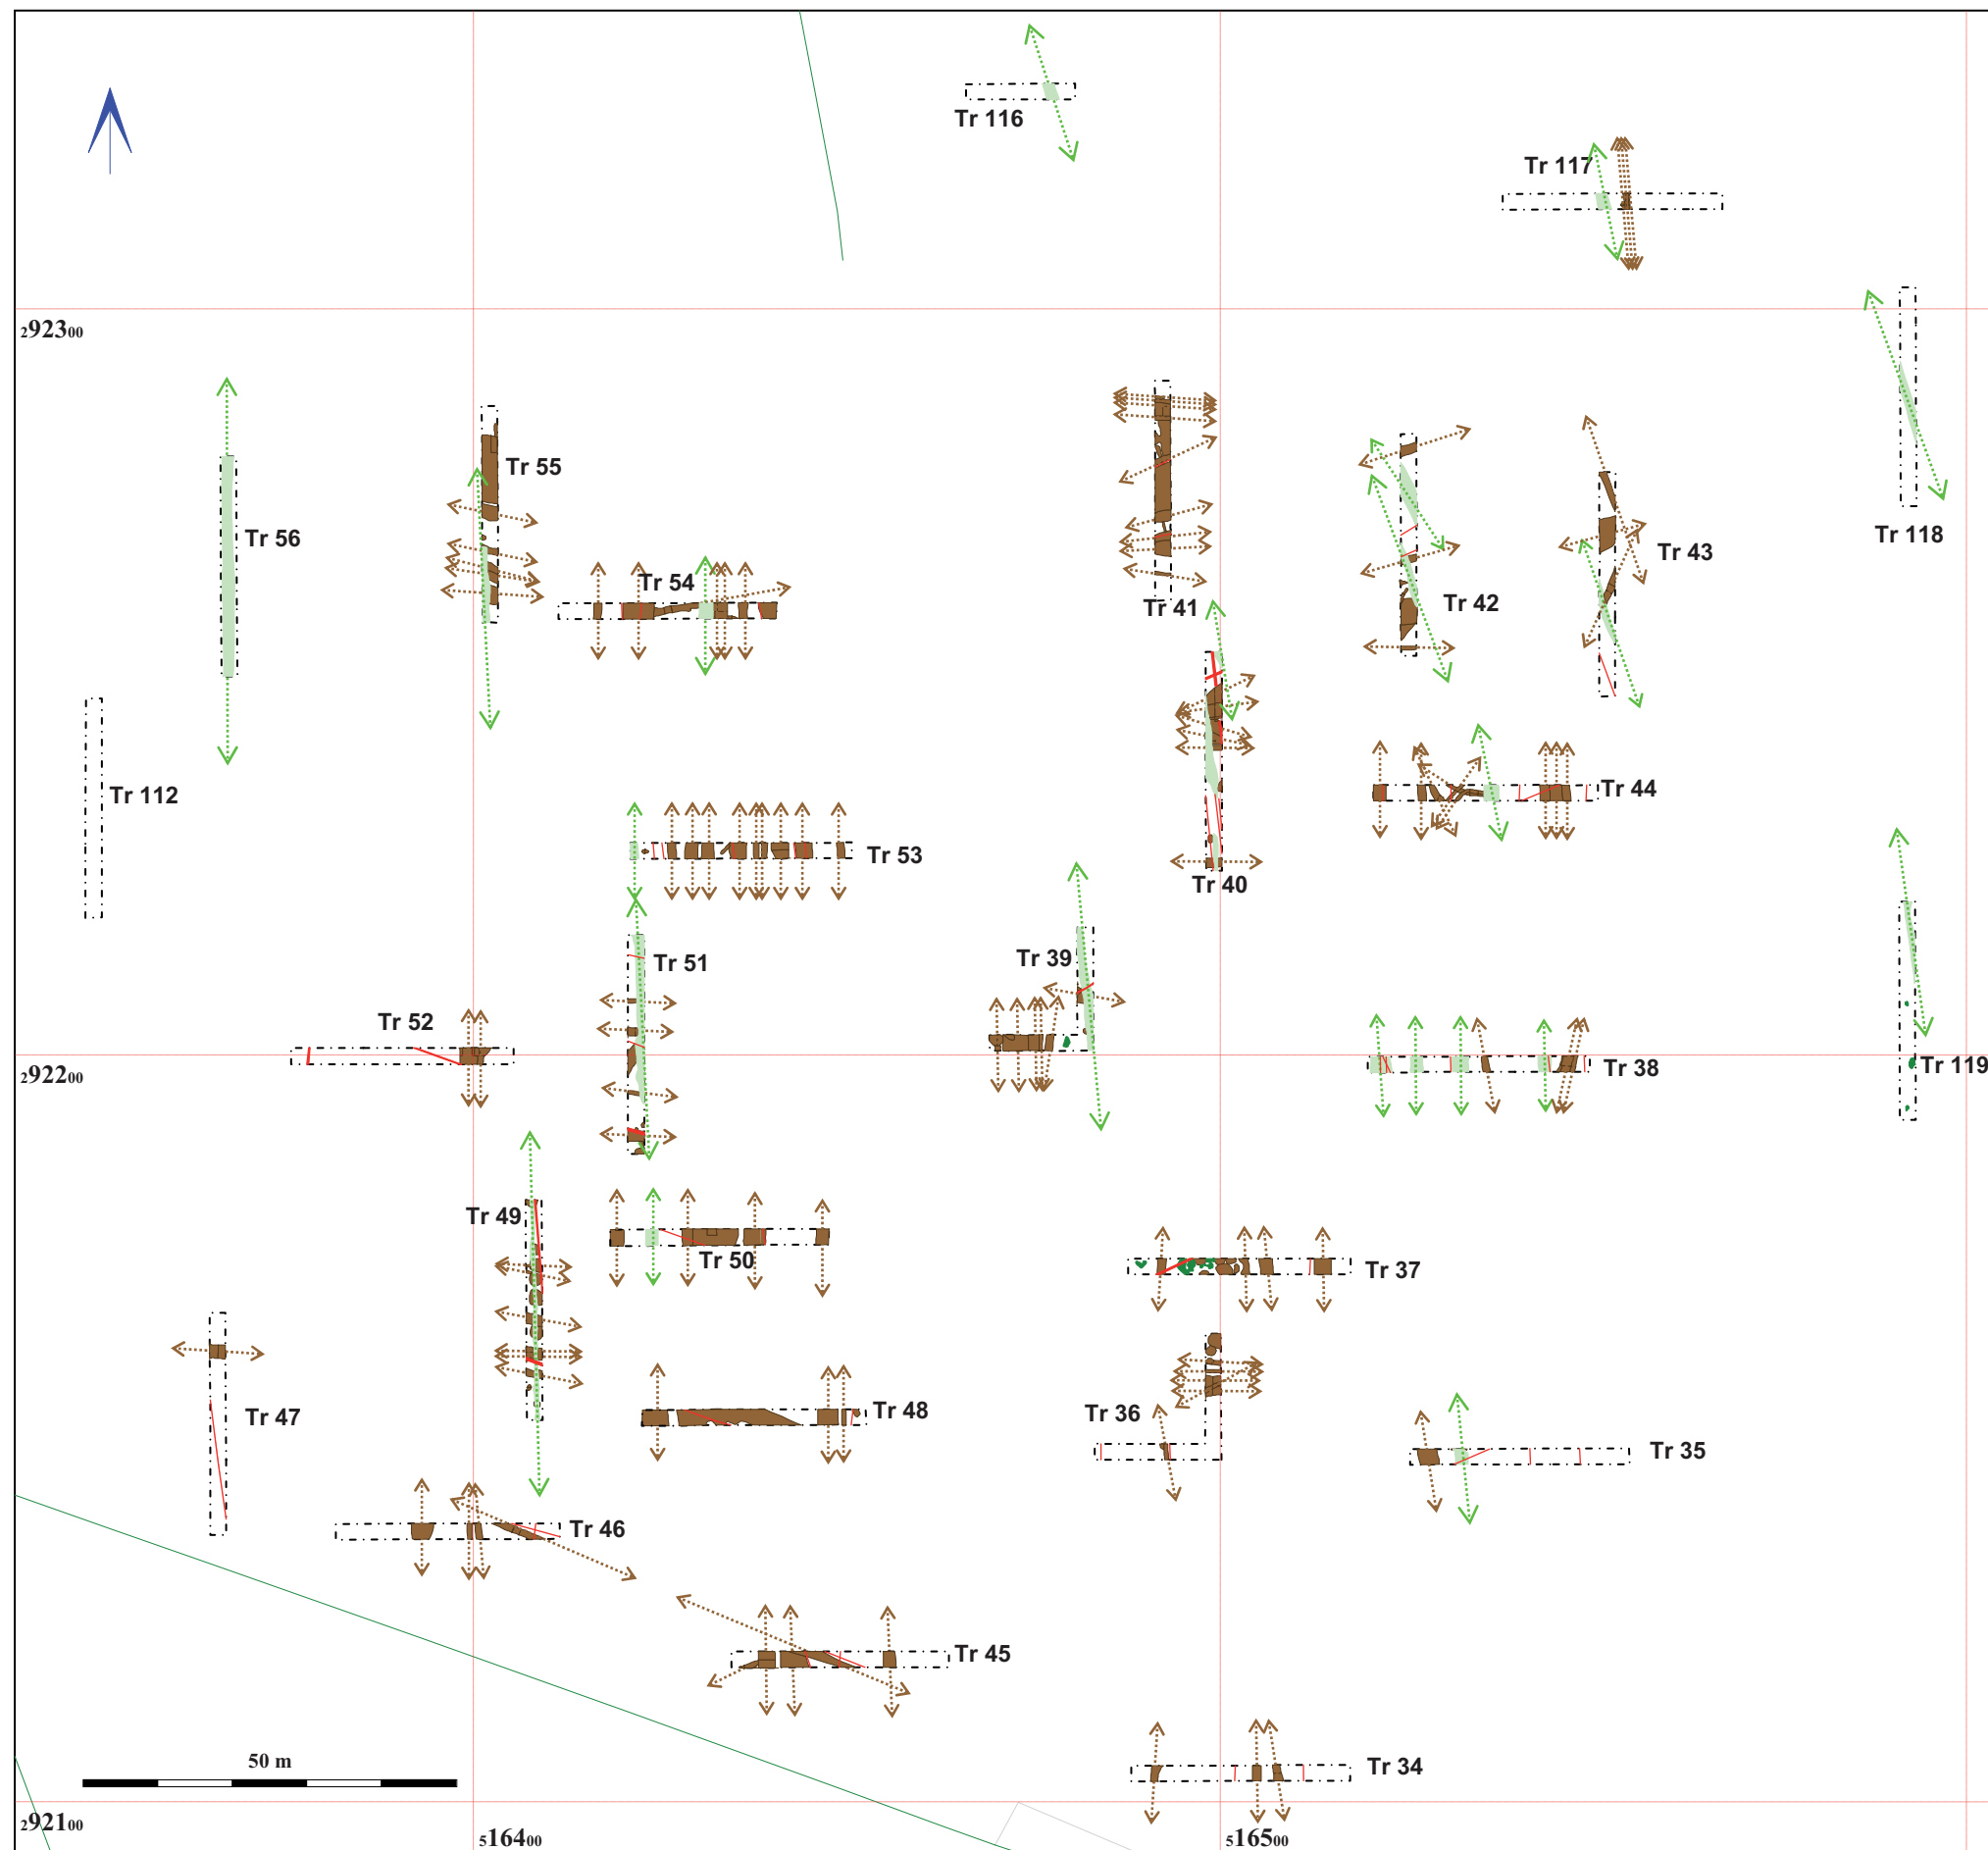 Tr 116
Tr 117
292300
Tr 55
Tr 56
Tr 118
Tr 43
Tr 54
Tr 41
Tr 42
Tr 112
Tr 44
Tr 53
Tr 40
Tr 51
Tr 39
Tr 52
292200
Tr 38
Tr 119
Tr 49
Tr 50
Tr 37
Tr 47
Tr 48
Tr 36
Tr 35
Tr 46
Tr 45
50 m
Tr 34
292100
516400
516500